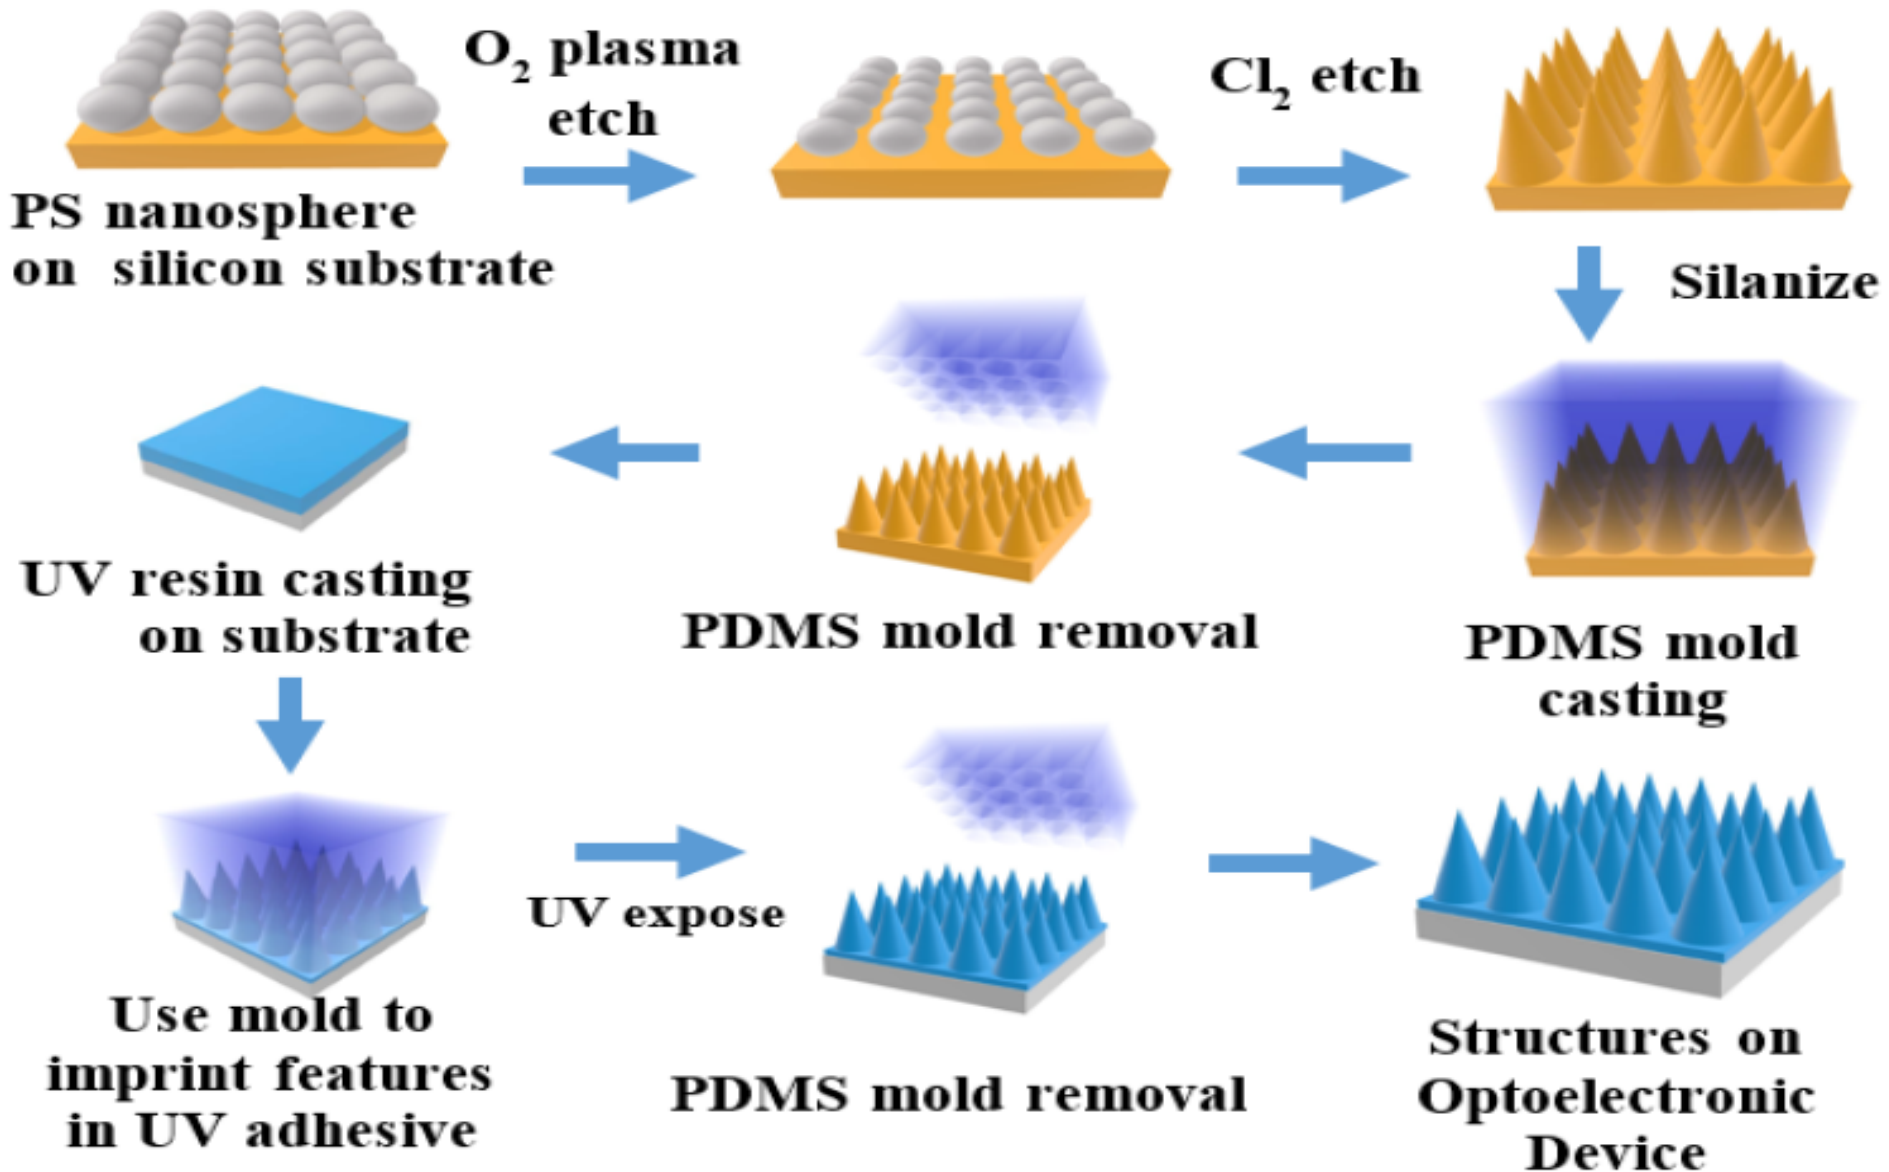 O2 plasma
etch
Cl2 etch
PS nanosphere
on silicon substrate
Silanize
UV resin casting
on substrate
PDMS mold removal
PDMS mold
casting
UV expose
Use mold to
imprint features
in UV adhesive
PDMS mold removal
Structures on
Optoelectronic
Device